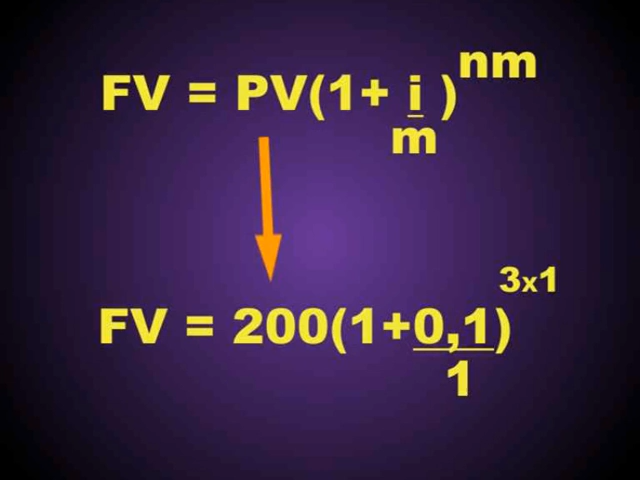 FV = PV(1+ i )nm
m
FV = 200(1+0,1)3x1
1